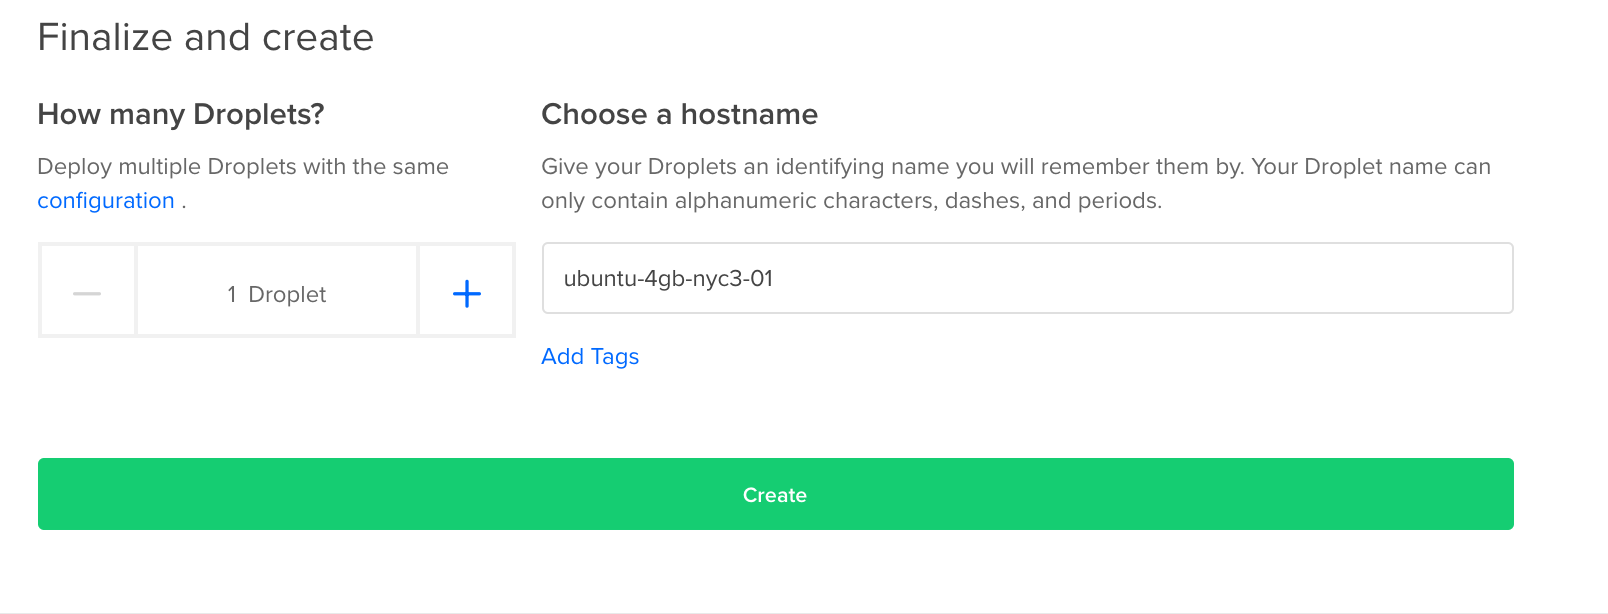 Finalize and create
How many Droplets?
Deploy multiple Droplets with the same
configuration .
1 Droplet
Choose a hostname
Give your Droplets an identifying name you will remember them by. Your Droplet name can
only contain alphanumeric characters, dashes, and periods.
ubuntu-4gb-nyc3-01
Add Tags
Create